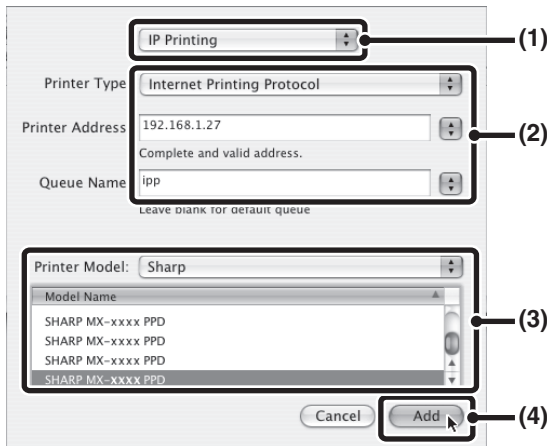 IP Printing
(1)
Printer Type Internet Printing Protocol
Printer Address 192.168.1.27
(2)
Complete and valid address.
Queue Name ipp
Leave blank for default queue
Printer Model: Sharp
Model Name
SHARP MX-xxxx PPD
(3)
SHARP MX-xxxx PPD
SHARP MX-xxxx PPD
SHARP MX-xxxx PPD
Cancel Add
(4)